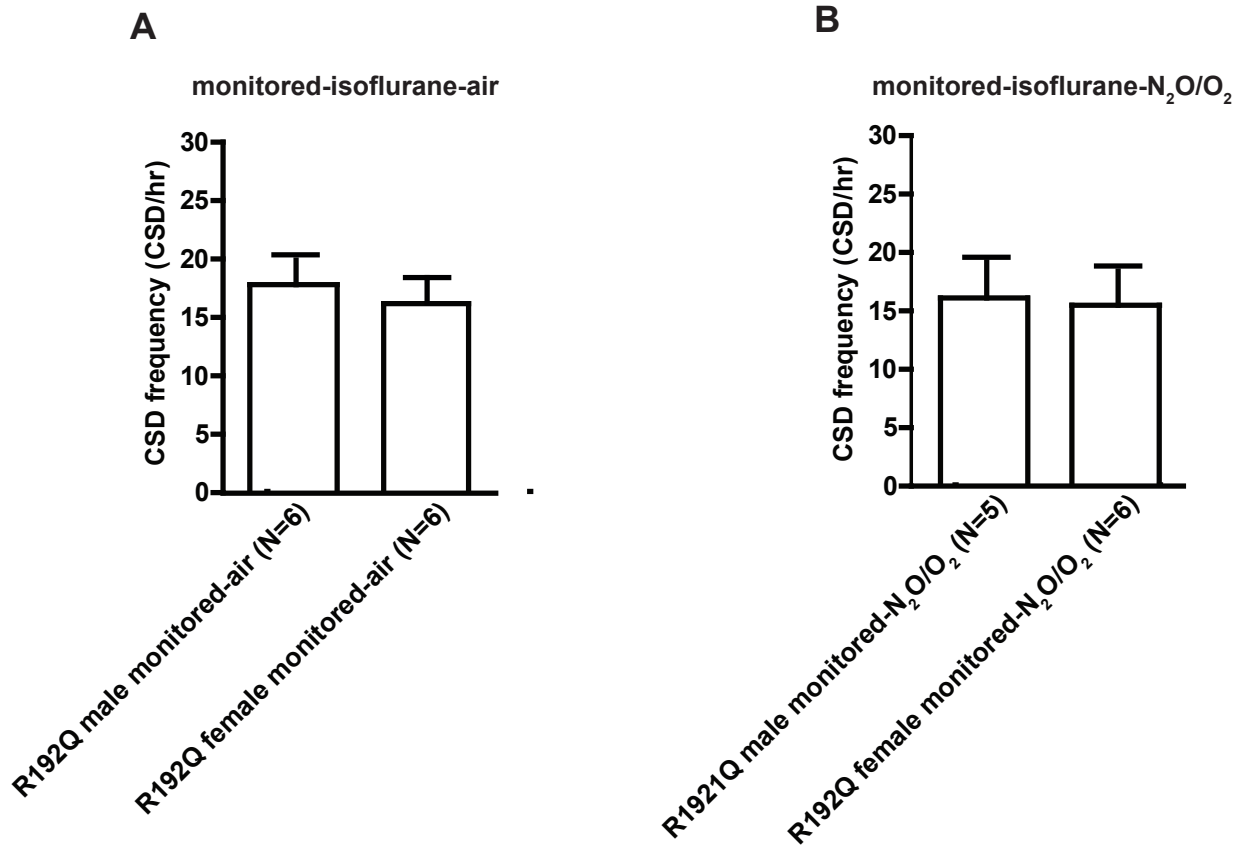 A
monitored-isoflurane-air
CSD frequency (CSD/hr)
30
25
20
15
10
5
0
R192Q male monitored-air (N=6)
R192Q female monitored-air (N=6)
B
monitored-isoflurane-N₂O/O₂
CSD frequency (CSD/hr)
30
25
20
15
10
5
0
R1921Q male monitored-N₂O/O₂ (N=5)
R192Q female monitored-N₂O/O₂ (N=6)